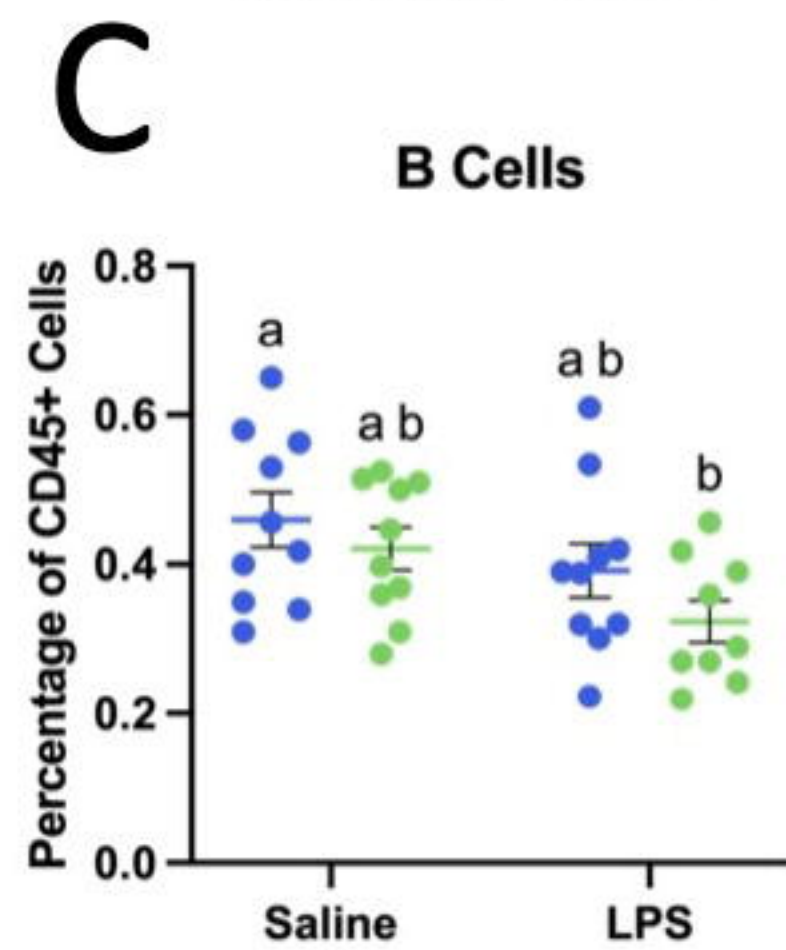 C
B Cells
Percentage of CD45+ Cells
0.8
0.6
0.4
0.2
0.0
a
a b
a b
b
Saline
LPS